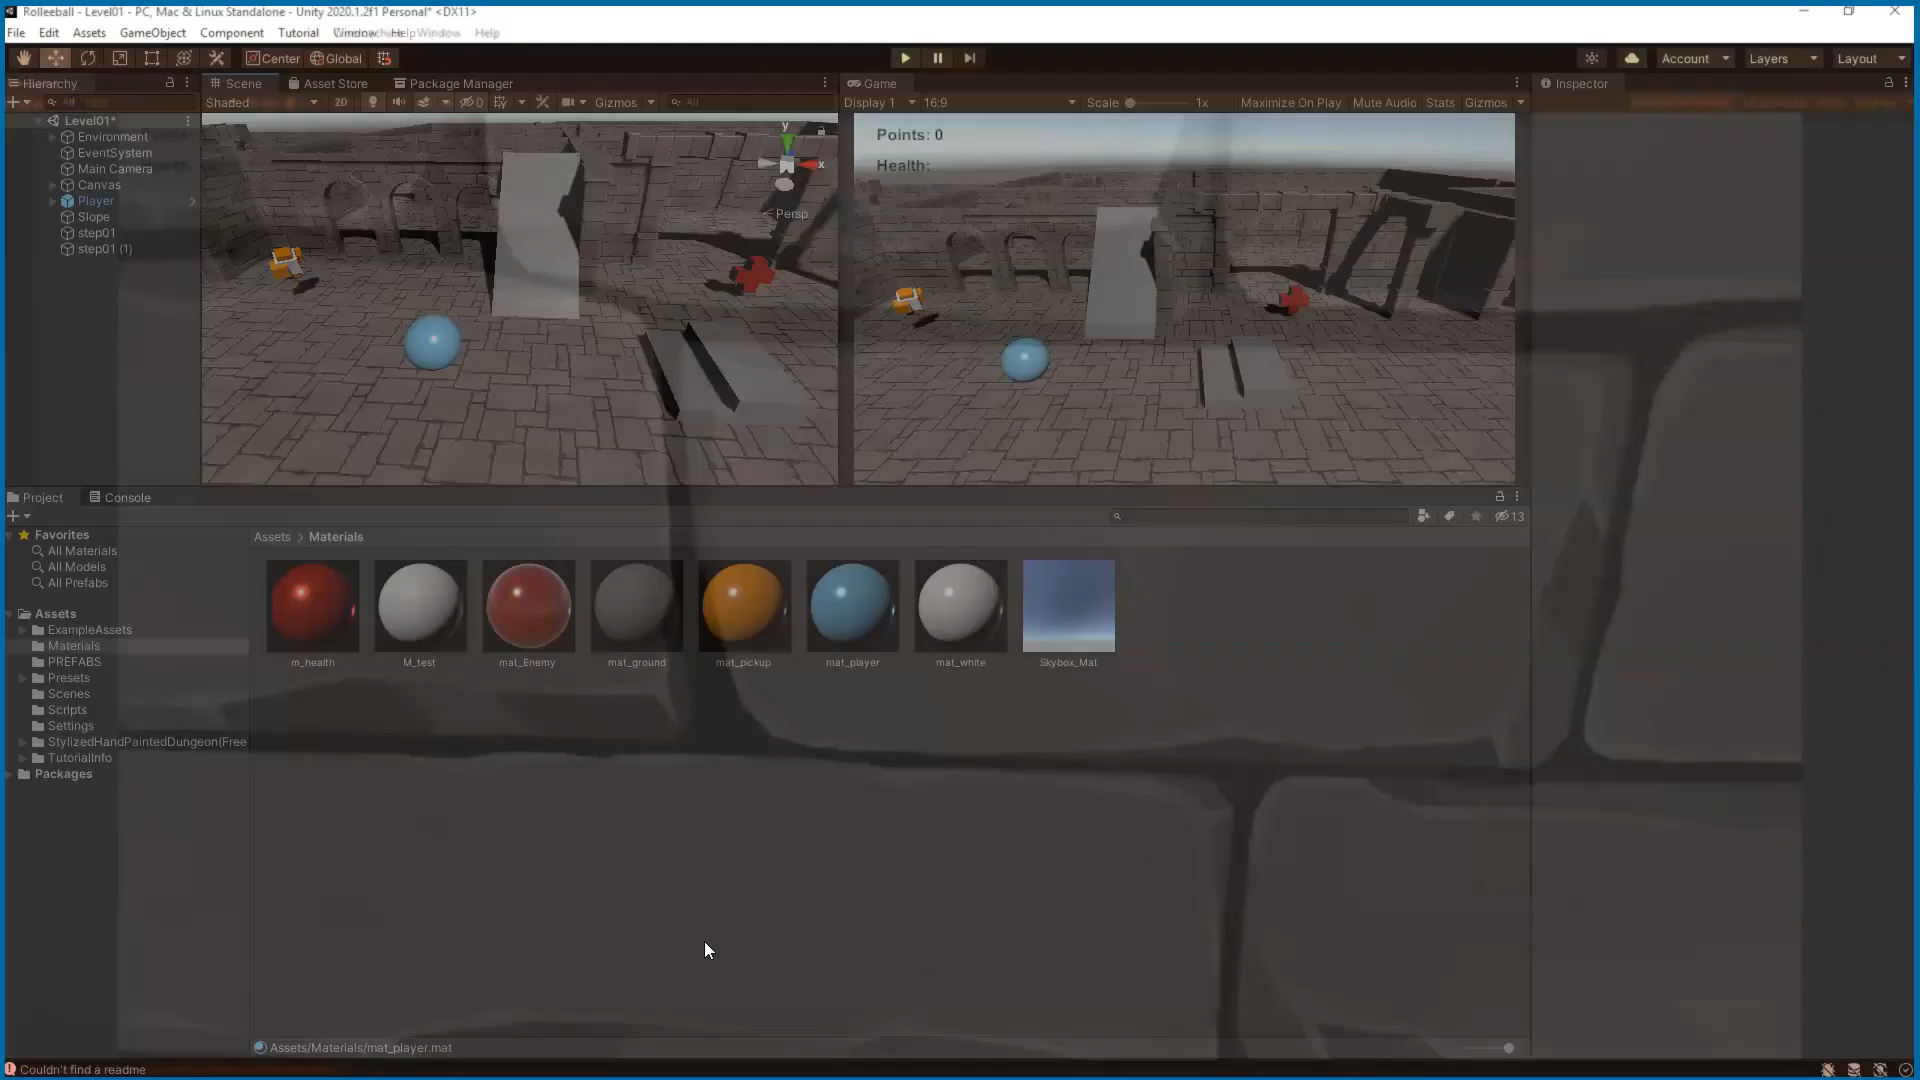 Rolleeball - Level01 - PC, Mac & Linux Standalone - Unity 2020.1.2f1 Personal* <DX11>
File Edit Assets GameObject Component Tutorial Window Help Window Help
Center Global Account Layers Layout
Hierarchy Scene Asset Store Package Manager Game Inspector
All Shaded 2D 0 Gizmos All Display 1 16:9 Scale 1x Maximize On Play Mute Audio Stats Gizmos
Level01*
Environment
EventSystem
Main Camera
Canvas
Player
Slope
step01
step01 (1)
y
x
Persp
Points: 0
Health:
Project Console
13
Favorites
All Materials
All Models
All Prefabs
Assets
ExampleAssets
Materials
PREFABS
Presets
Scenes
Scripts
Settings
StylizedHandPaintedDungeon(Free
TutorialInfo
Packages
Assets > Materials
m_health M_test mat_Enemy mat_ground mat_pickup mat_player mat_white Skybox_Mat
Assets/Materials/mat_player.mat
Couldn't find a readme